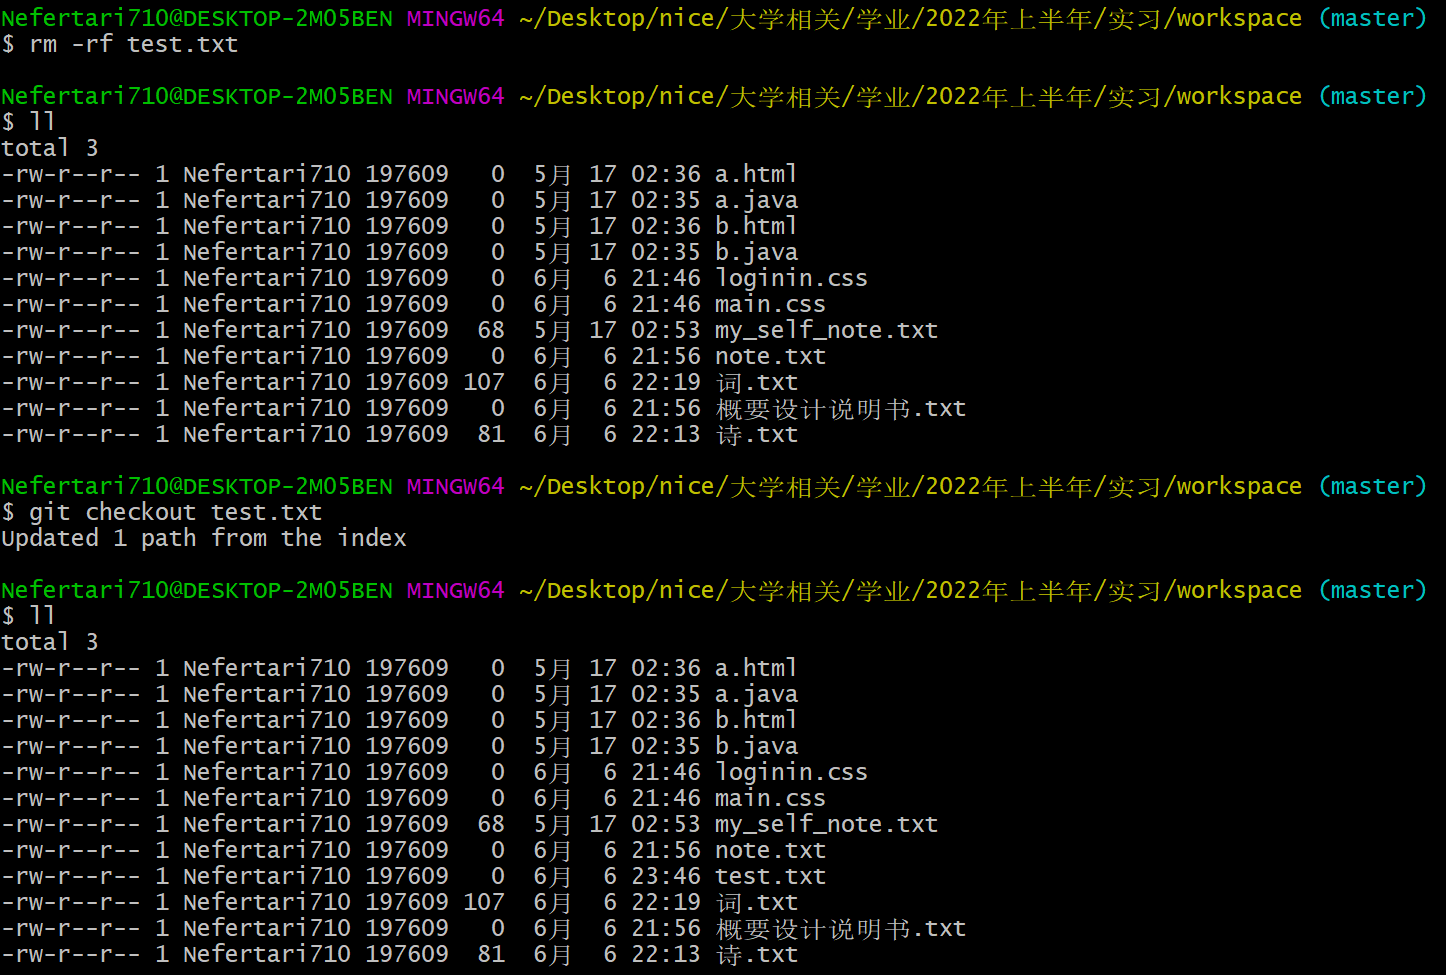 Nefertari710@DESKTOP-2M05BEN MINGW64 ~/Desktop/nice/大学相关/学业/2022年上半年/实习/workspace (master)
$ rm -rf test.txt
Nefertari710@DESKTOP-2M05BEN MINGW64 ~/Desktop/nice/大学相关/学业/2022年上半年/实习/workspace (master)
$ ll
total 3
-rw-r--r-- 1 Nefertari710 197609   0  5月  17 02:36 a.html
-rw-r--r-- 1 Nefertari710 197609   0  5月  17 02:35 a.java
-rw-r--r-- 1 Nefertari710 197609   0  5月  17 02:36 b.html
-rw-r--r-- 1 Nefertari710 197609   0  5月  17 02:35 b.java
-rw-r--r-- 1 Nefertari710 197609   0  6月   6 21:46 loginin.css
-rw-r--r-- 1 Nefertari710 197609   0  6月   6 21:46 main.css
-rw-r--r-- 1 Nefertari710 197609  68  5月  17 02:53 my_self_note.txt
-rw-r--r-- 1 Nefertari710 197609   0  6月   6 21:56 note.txt
-rw-r--r-- 1 Nefertari710 197609 107  6月   6 22:19 词.txt
-rw-r--r-- 1 Nefertari710 197609   0  6月   6 21:56 概要设计说明书.txt
-rw-r--r-- 1 Nefertari710 197609  81  6月   6 22:13 诗.txt
Nefertari710@DESKTOP-2M05BEN MINGW64 ~/Desktop/nice/大学相关/学业/2022年上半年/实习/workspace (master)
$ git checkout test.txt
Updated 1 path from the index
Nefertari710@DESKTOP-2M05BEN MINGW64 ~/Desktop/nice/大学相关/学业/2022年上半年/实习/workspace (master)
$ ll
total 3
-rw-r--r-- 1 Nefertari710 197609   0  5月  17 02:36 a.html
-rw-r--r-- 1 Nefertari710 197609   0  5月  17 02:35 a.java
-rw-r--r-- 1 Nefertari710 197609   0  5月  17 02:36 b.html
-rw-r--r-- 1 Nefertari710 197609   0  5月  17 02:35 b.java
-rw-r--r-- 1 Nefertari710 197609   0  6月   6 21:46 loginin.css
-rw-r--r-- 1 Nefertari710 197609   0  6月   6 21:46 main.css
-rw-r--r-- 1 Nefertari710 197609  68  5月  17 02:53 my_self_note.txt
-rw-r--r-- 1 Nefertari710 197609   0  6月   6 21:56 note.txt
-rw-r--r-- 1 Nefertari710 197609   0  6月   6 23:46 test.txt
-rw-r--r-- 1 Nefertari710 197609 107  6月   6 22:19 词.txt
-rw-r--r-- 1 Nefertari710 197609   0  6月   6 21:56 概要设计说明书.txt
-rw-r--r-- 1 Nefertari710 197609  81  6月   6 22:13 诗.txt